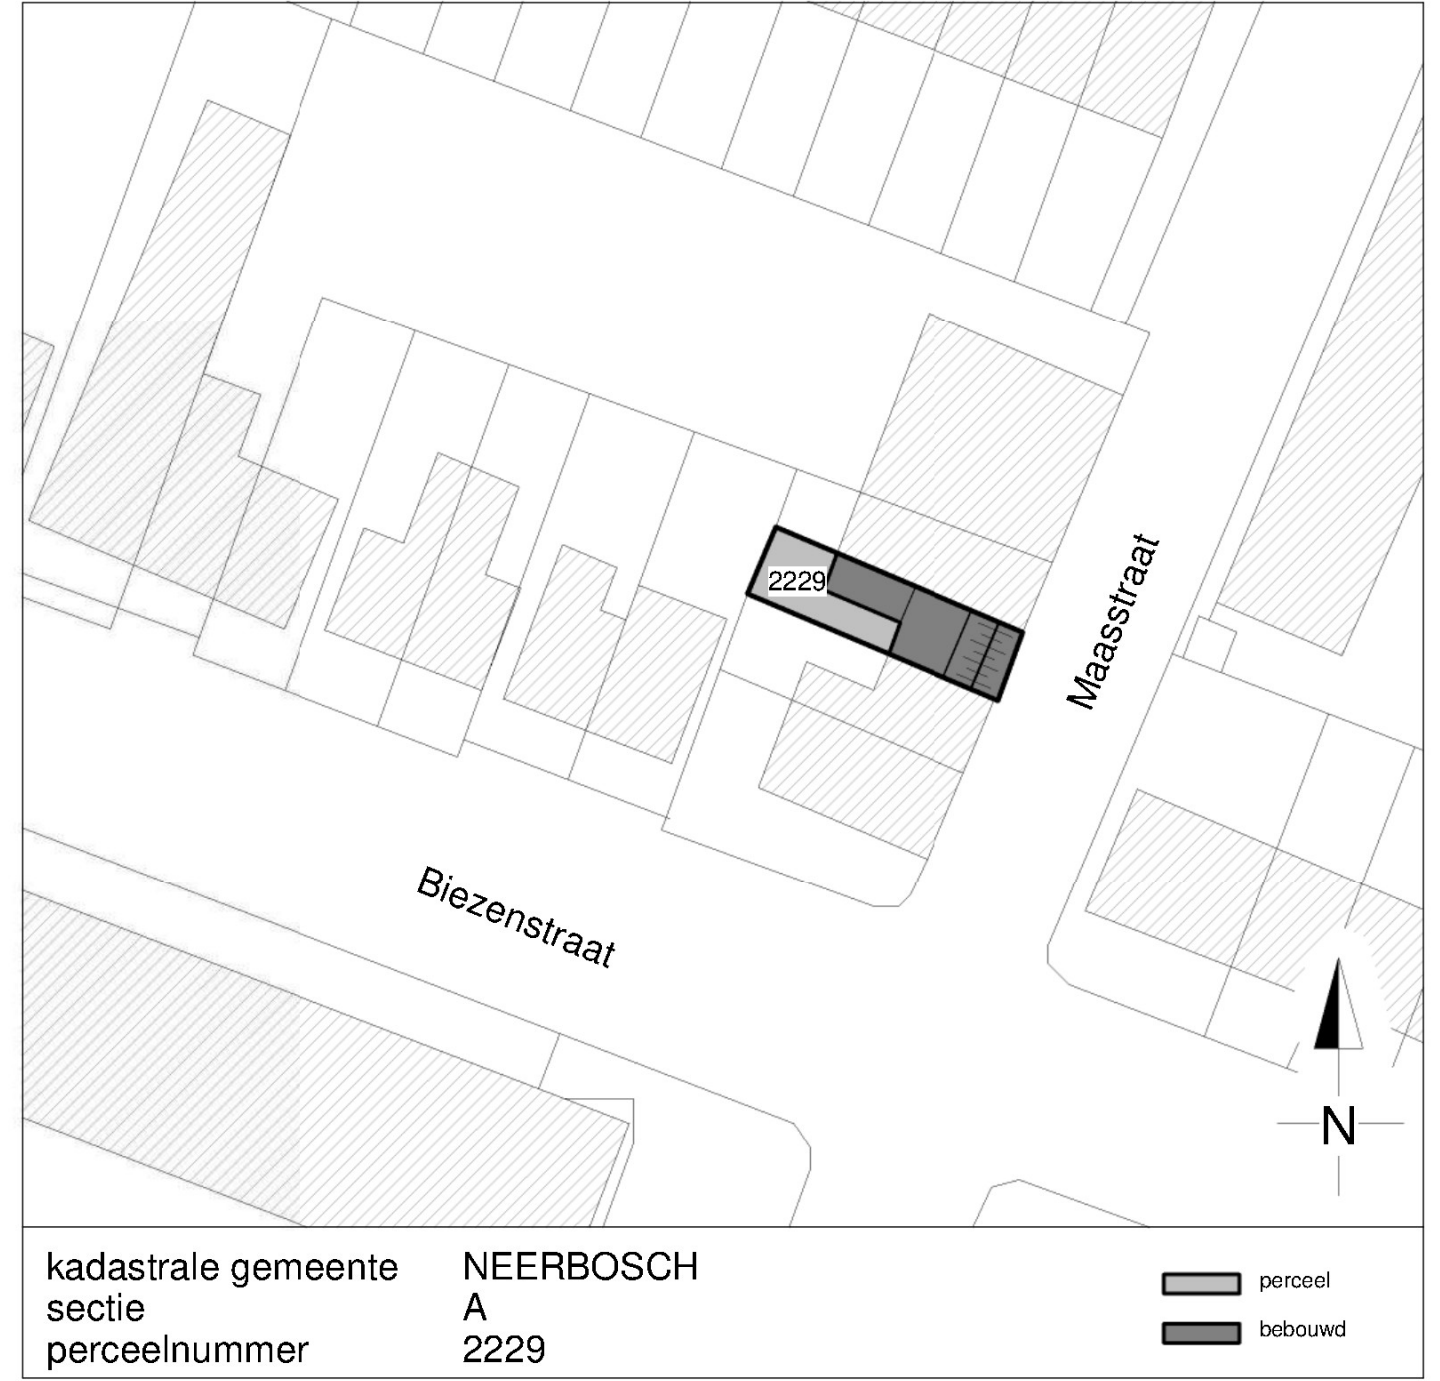 2229
Maasstraat
Biezenstraat
N
kadastrale gemeente NEERBOSCH
sectie A
perceelnummer 2229
perceel
bebouwd